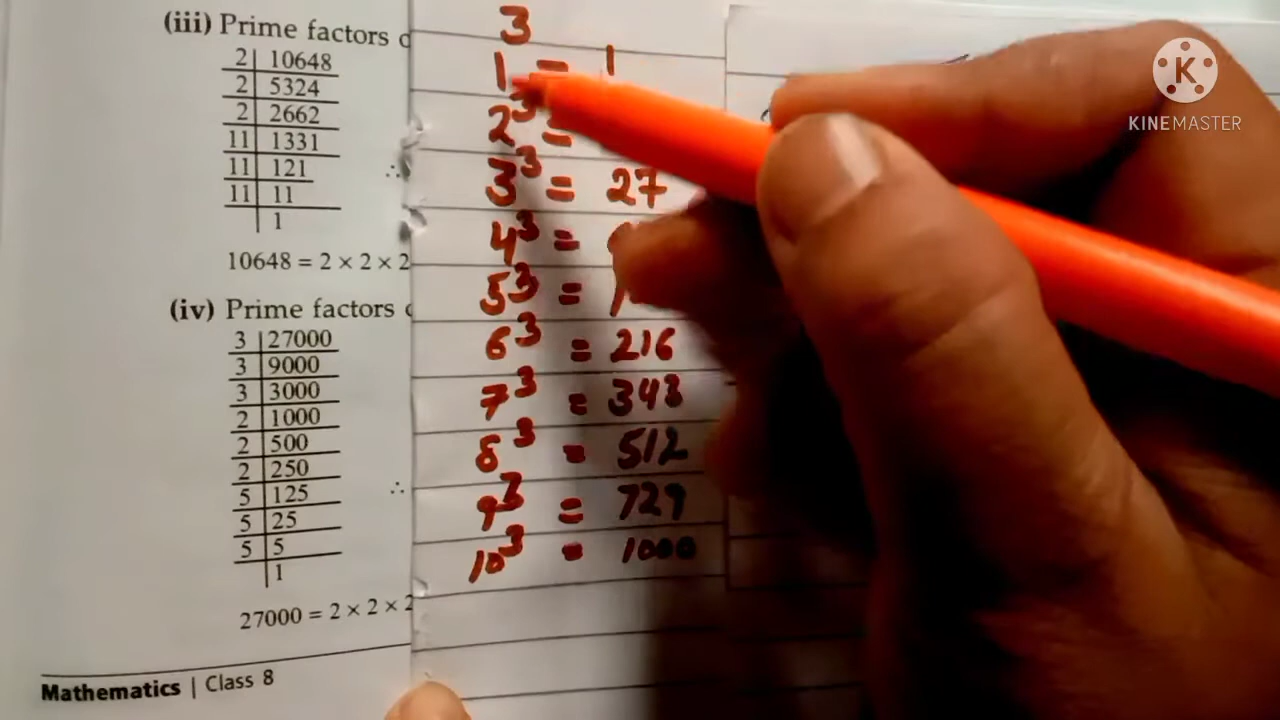 (iii) Prime factors
2 | 10648
2 | 5324
2 | 2662
11 | 1331
11 | 121
11 | 11
1
10648 = 2 × 2 × 2
(iv) Prime factors
3 | 27000
3 | 9000
3 | 3000
2 | 1000
2 | 500
2 | 250
5 | 125
5 | 25
5 | 5
1
27000 = 2 × 2 × 2
Mathematics | Class 8
∴
∴
3
1 = 1
2³ =
3³ = 27
4³ =
5³ =
6³ = 216
7³ = 343
8³ = 512
9³ = 729
10³ = 1000
K
KINEMASTER